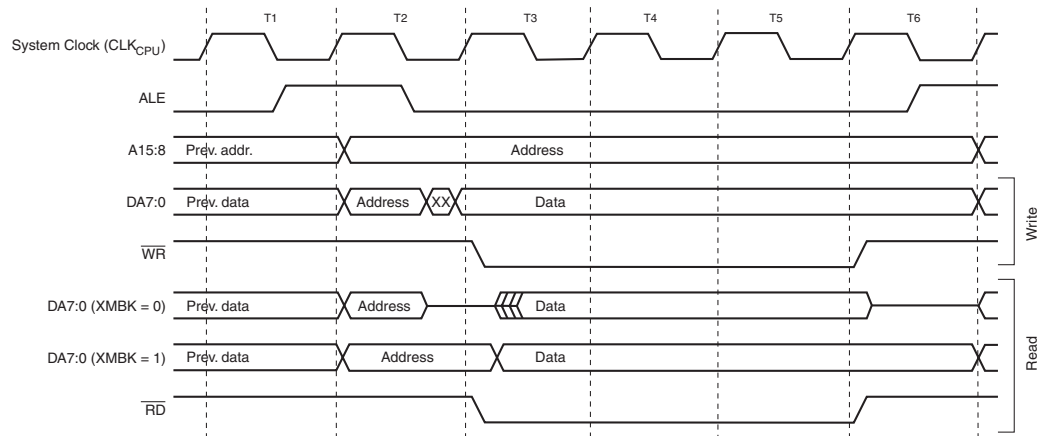 T1 T2 T3 T4 T5 T6
System Clock (CLKCPU)
ALE
A15:8 Prev. addr. Address
DA7:0 Prev. data Address XX Data
WR
Write
DA7:0 (XMBK = 0) Prev. data Address Data
DA7:0 (XMBK = 1) Prev. data Address Data
RD
Read